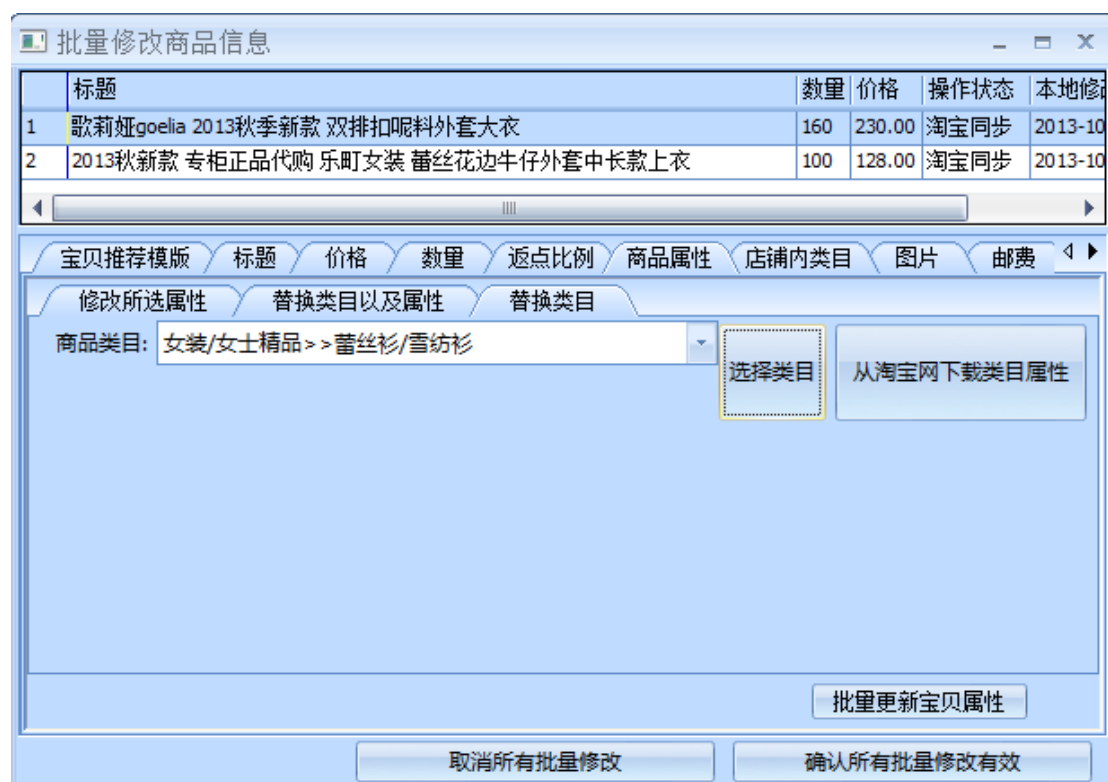 批量修改商品信息
标题 数量 价格 操作状态 本地修
1 歌莉娅goelia 2013秋季新款 双排扣呢料外套大衣 160 230.00 淘宝同步 2013-10
2 2013秋新款 专柜正品代购 乐町女装 蕾丝花边牛仔外套中长款上衣 100 128.00 淘宝同步 2013-10
宝贝推荐模版 标题 价格 数量 返点比例 商品属性 店铺内类目 图片 邮费
修改所选属性 替换类目以及属性 替换类目
商品类目: 女装/女士精品>>蕾丝衫/雪纺衫
选择类目 从淘宝网下载类目属性
批量更新宝贝属性
取消所有批量修改 确认所有批量修改有效